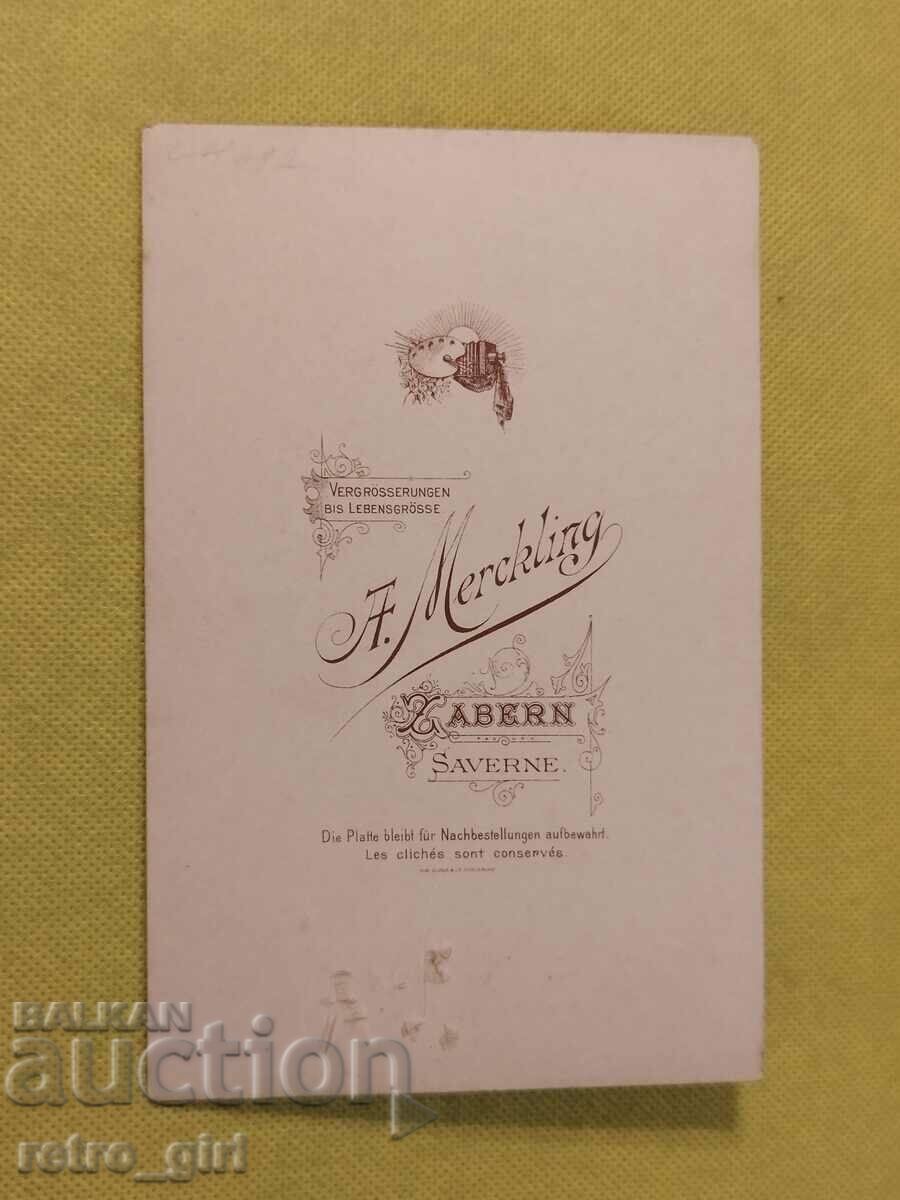 VERGRÖSSERUNGEN
BIS LEBENSGRÖSSE
A. Merckling
ZABERN
SAVERNE.
Die Platte bleibt für Nachbestellungen aufbewahrt.
Les clichés sont conservés.
BALKAN
auction
retro_girl